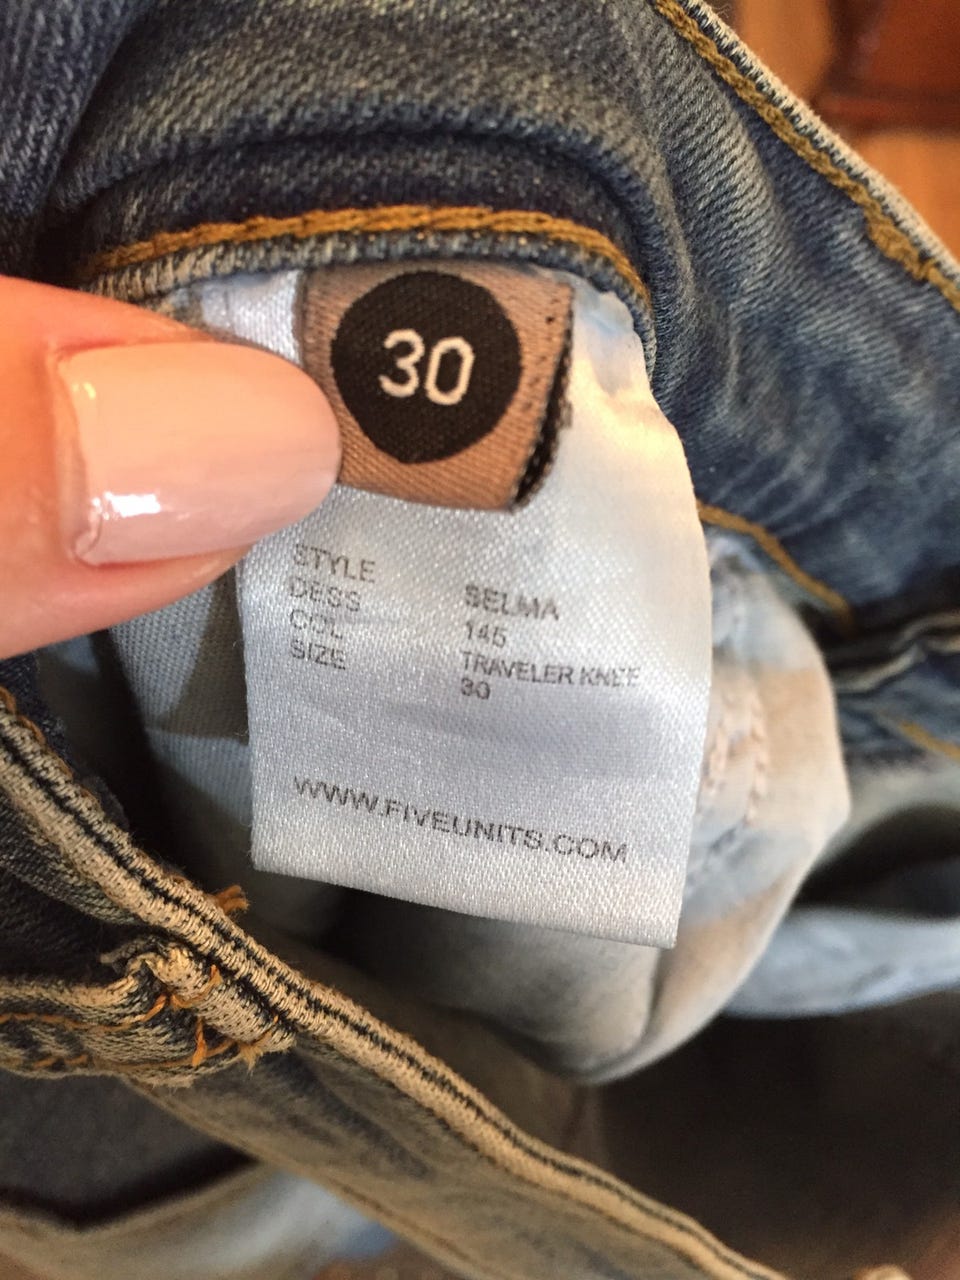 30
STYLE SELMA
DESS 145
COL TRAVELER KNEE
SIZE 30
WWW.FIVEUNITS.COM